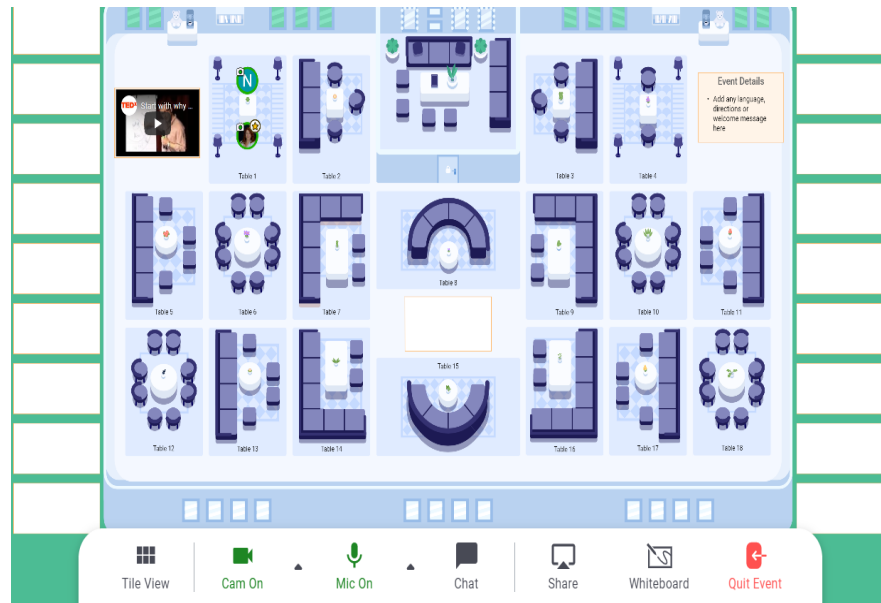 TEDx Start with why ...
N
Event Details
Add any language,
directions or
welcome message
here
Table 1
Table 2
Table 3
Table 4
Table 5
Table 6
Table 7
Table 8
Table 9
Table 10
Table 11
Table 15
Table 12
Table 13
Table 14
Table 16
Table 17
Table 18
Tile View
Cam On
Mic On
Chat
Share
Whiteboard
Quit Event